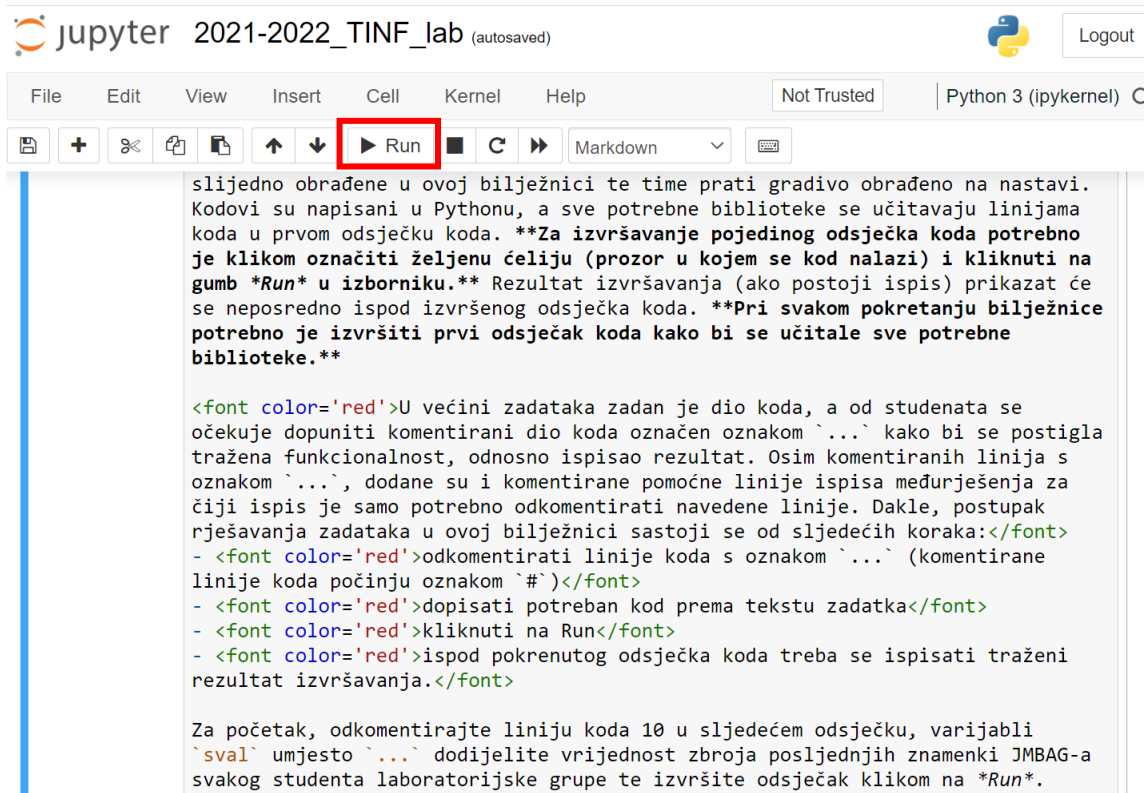 jupyter 2021-2022_TINF_lab (autosaved) Logout
File Edit View Insert Cell Kernel Help Not Trusted Python 3 (ipykernel)
Run Markdown
slijedno obrađene u ovoj bilježnici te time prati gradivo obrađeno na nastavi.
Kodovi su napisani u Pythonu, a sve potrebne biblioteke se učitavaju linijama
koda u prvom odsječku koda. **Za izvršavanje pojedinog odsječka koda potrebno
je klikom označiti željenu ćeliju (prozor u kojem se kod nalazi) i kliknuti na
gumb *Run* u izborniku.** Rezultat izvršavanja (ako postoji ispis) prikazat će
se neposredno ispod izvršenog odsječka koda. **Pri svakom pokretanju bilježnice
potrebno je izvršiti prvi odsječak koda kako bi se učitale sve potrebne
biblioteke.**
<font color='red'>U većini zadataka zadan je dio koda, a od studenata se
očekuje dopuniti komentirani dio koda označen oznakom `...` kako bi se postigla
tražena funkcionalnost, odnosno ispisao rezultat. Osim komentiranih linija s
oznakom `...`, dodane su i komentirane pomoćne linije ispisa međurješenja za
čiji ispis je samo potrebno odkomentirati navedene linije. Dakle, postupak
rješavanja zadataka u ovoj bilježnici sastoji se od sljedećih koraka:</font>
- <font color='red'>odkomentirati linije koda s oznakom `...` (komentirane
linije koda počinju oznakom `#`)</font>
- <font color='red'>dopisati potreban kod prema tekstu zadatka</font>
- <font color='red'>kliknuti na Run</font>
- <font color='red'>ispod pokrenutog odsječka koda treba se ispisati traženi
rezultat izvršavanja.</font>
Za početak, odkomentirajte liniju koda 10 u sljedećem odsječku, varijabli
`sval` umjesto `...` dodijelite vrijednost zbroja posljednjih znamenki JMBAG-a
svakog studenta laboratorijske grupe te izvršite odsječak klikom na *Run*.